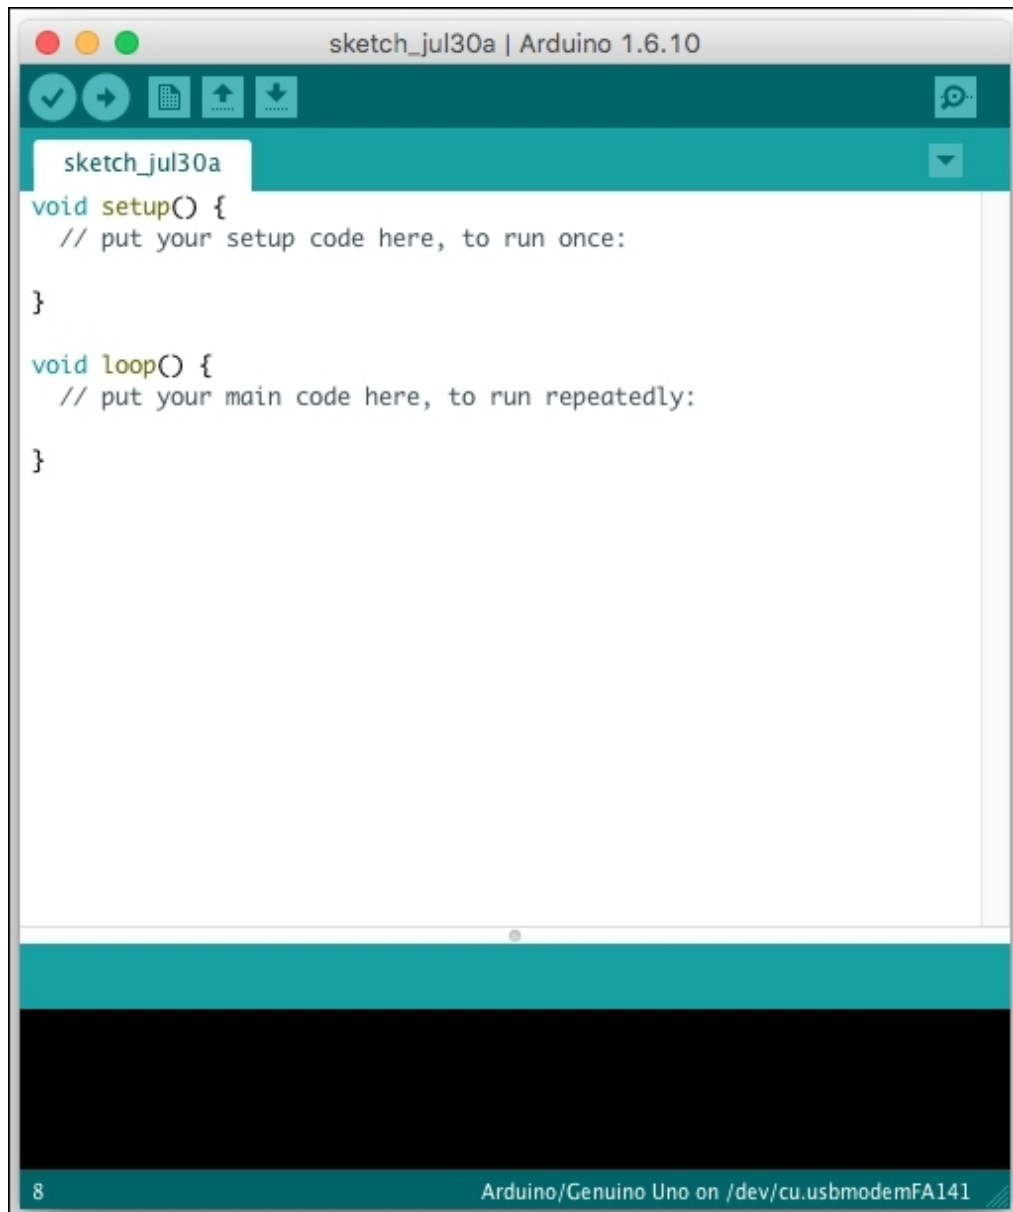 sketch_jul30a | Arduino 1.6.10
sketch_jul30a
void setup() {
  // put your setup code here, to run once:
}
void loop() {
  // put your main code here, to run repeatedly:
}
8
Arduino/Genuino Uno on /dev/cu.usbmodemFA141